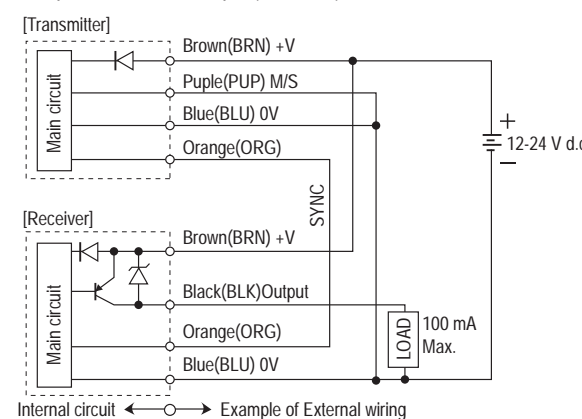 [Transmitter]
Brown(BRN) +V
Puple(PUP) M/S
Blue(BLU) 0V
Orange(ORG)
Main circuit
+
12-24 V d.c
SYNC
[Receiver]
Brown(BRN) +V
Black(BLK)Output
Orange(ORG)
Blue(BLU) 0V
Main circuit
LOAD
100 mA
Max.
Internal circuit Example of External wiring